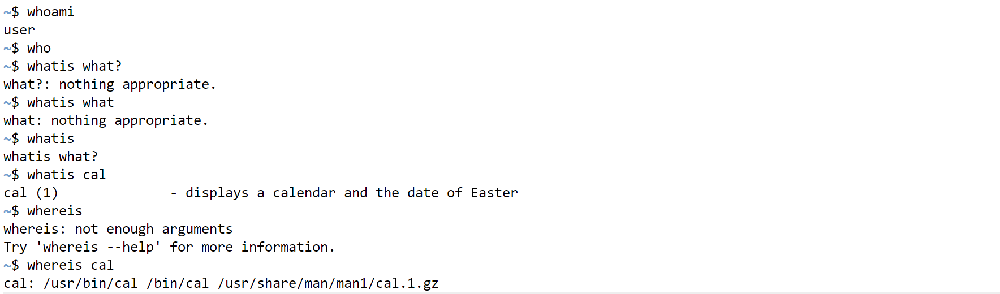 ~$ whoami
user
~$ who
~$ whatis what?
what?: nothing appropriate.
~$ whatis what
what: nothing appropriate.
~$ whatis
whatis what?
~$ whatis cal
cal (1)              - displays a calendar and the date of Easter
~$ whereis
whereis: not enough arguments
Try 'whereis --help' for more information.
~$ whereis cal
cal: /usr/bin/cal /bin/cal /usr/share/man/man1/cal.1.gz